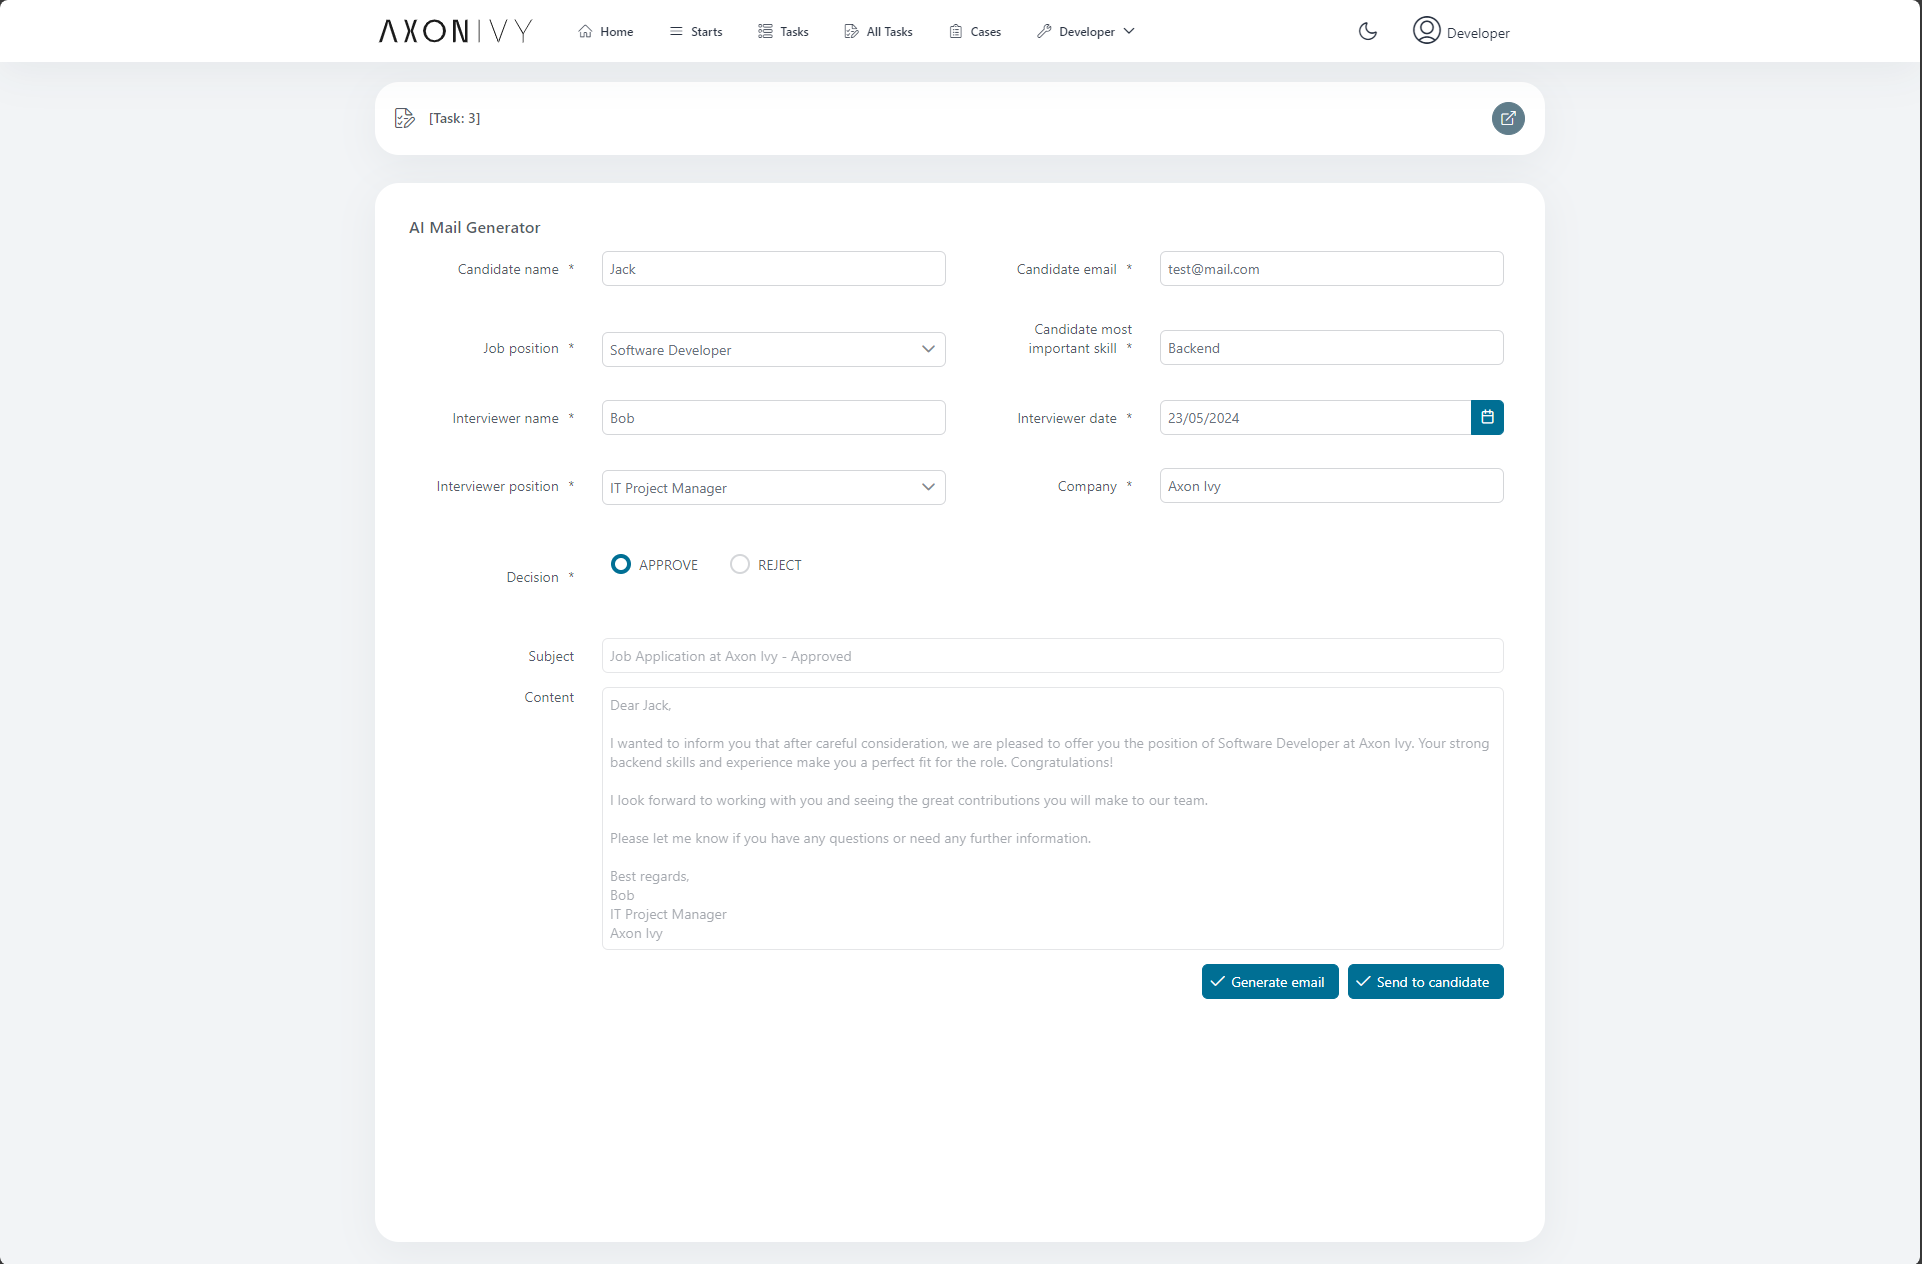 AXONIVY Home Starts Tasks All Tasks Cases Developer Developer
[Task: 3]
AI Mail Generator
Candidate name * Jack
Candidate email * test@mail.com
Job position * Software Developer
Candidate most
important skill * Backend
Interviewer name * Bob
Interviewer date * 23/05/2024
Interviewer position * IT Project Manager
Company * Axon Ivy
Decision * APPROVE REJECT
Subject Job Application at Axon Ivy - Approved
Content Dear Jack,
I wanted to inform you that after careful consideration, we are pleased to offer you the position of Software Developer at Axon Ivy. Your strong
backend skills and experience make you a perfect fit for the role. Congratulations!
I look forward to working with you and seeing the great contributions you will make to our team.
Please let me know if you have any questions or need any further information.
Best regards,
Bob
IT Project Manager
Axon Ivy
Generate email Send to candidate